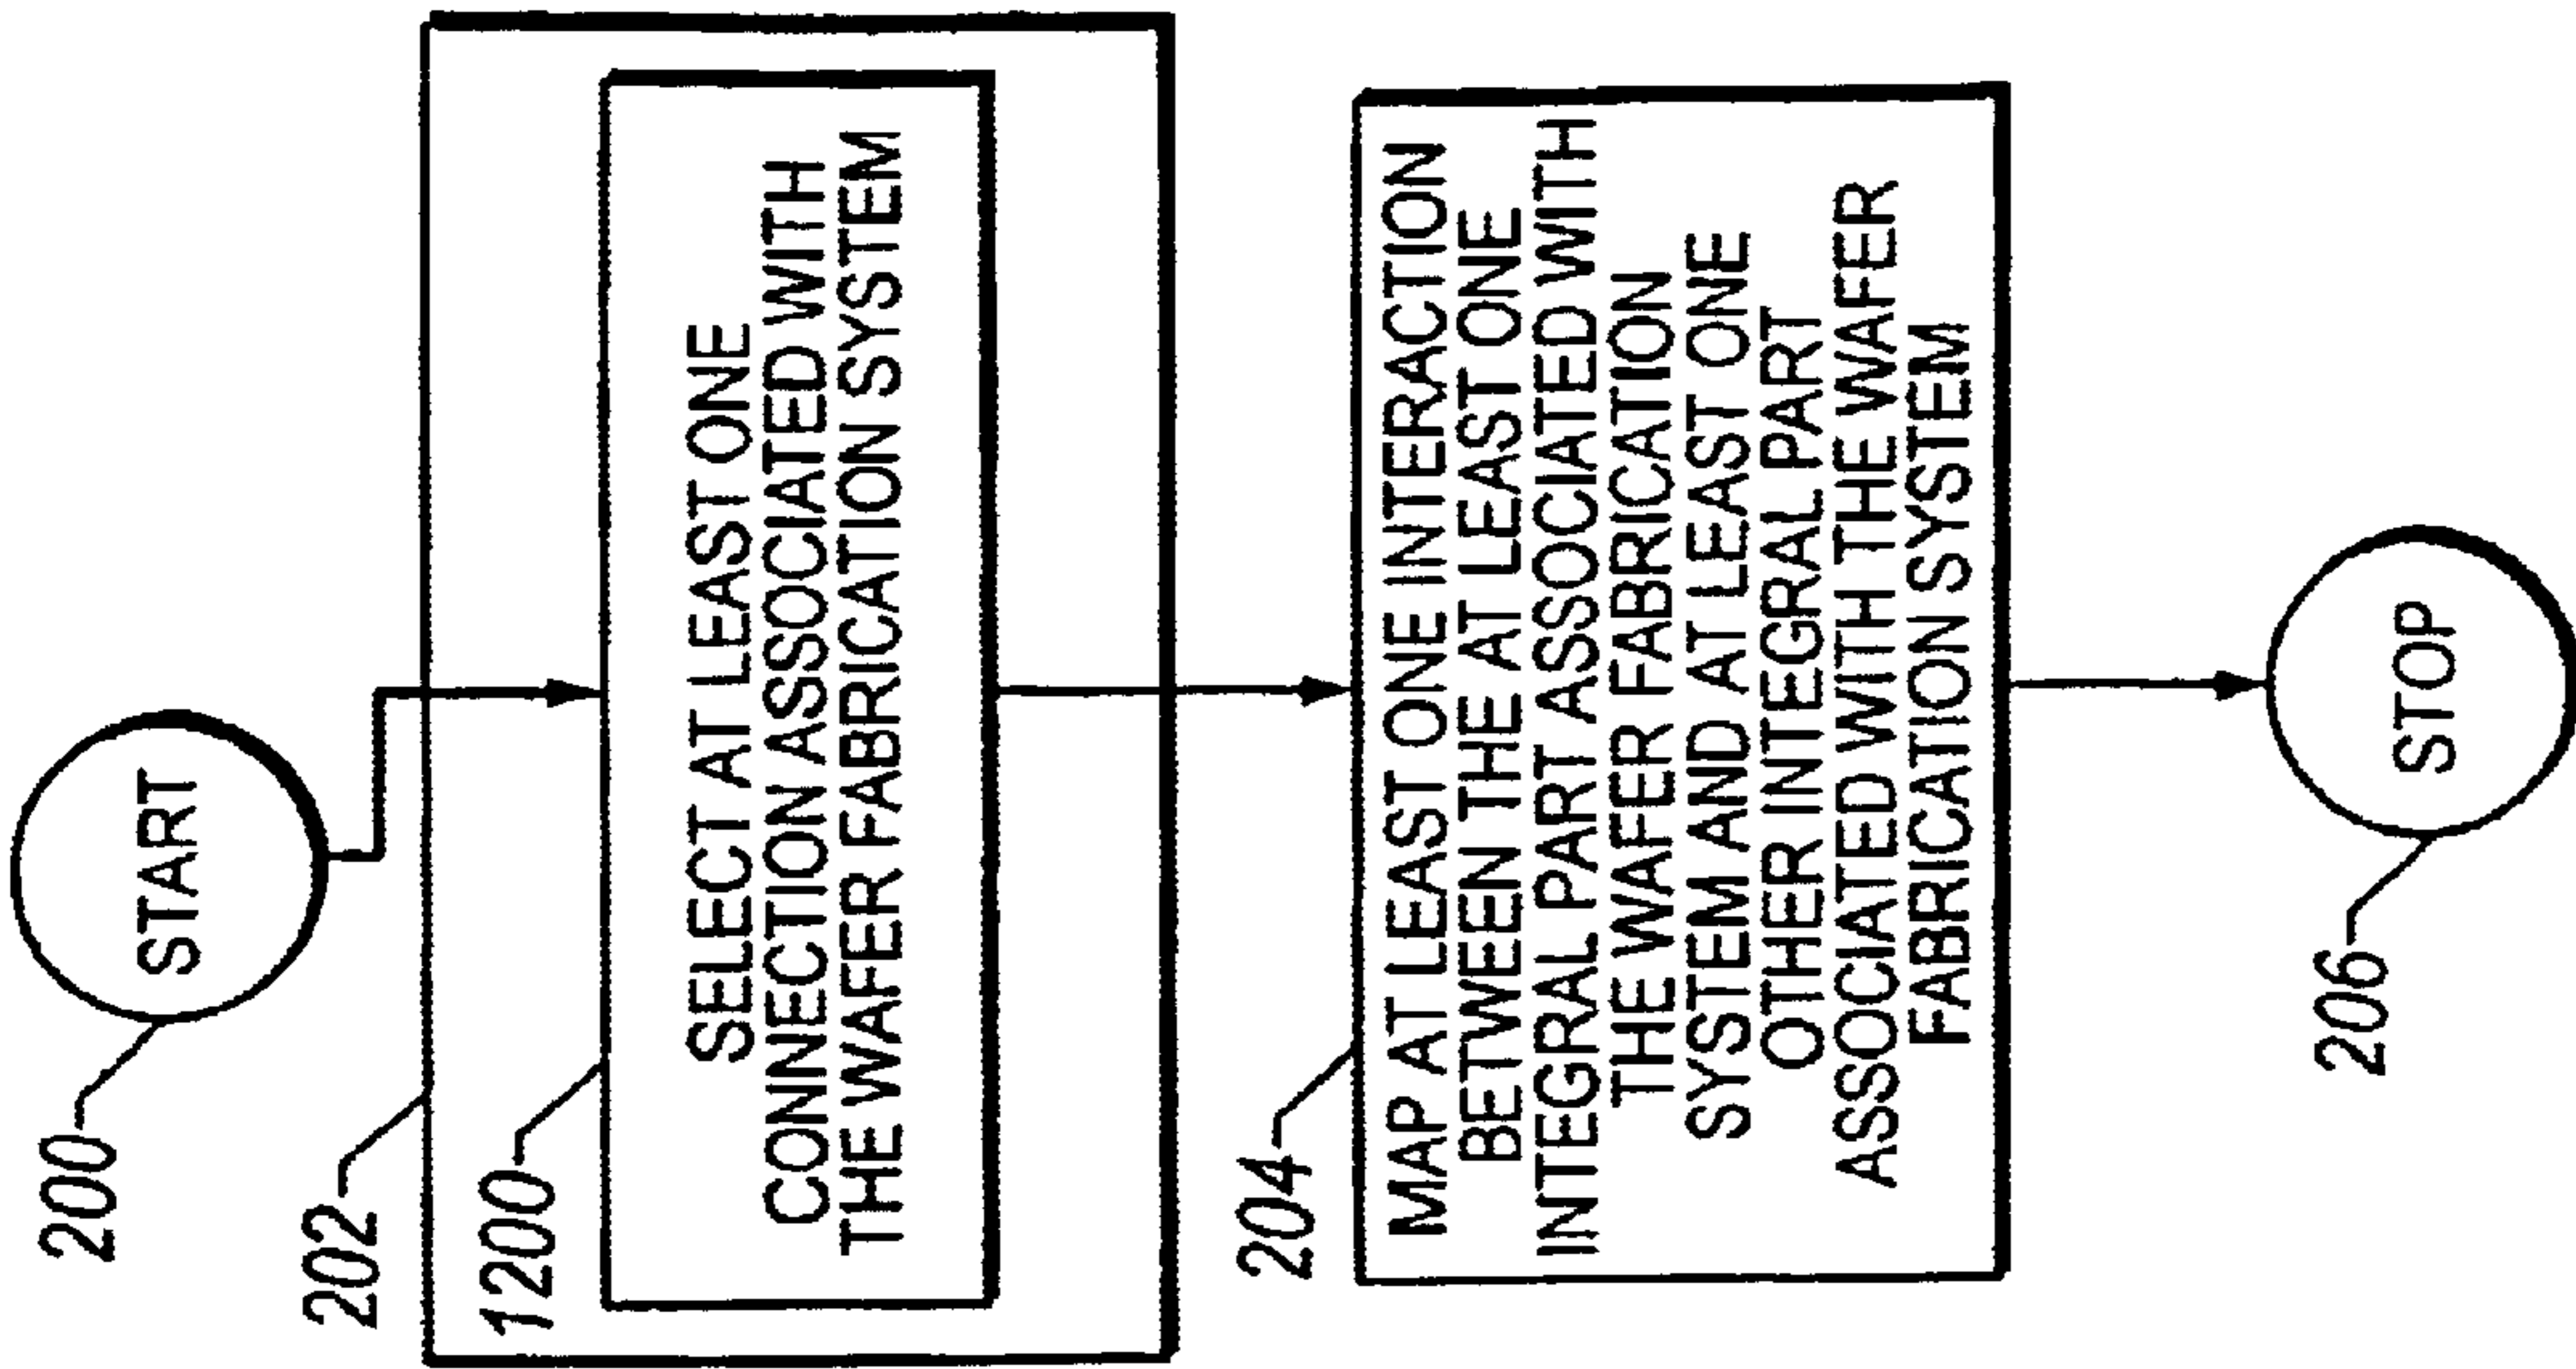 200
START
202
1200
SELECT AT LEAST ONE
CONNECTION ASSOCIATED WITH
THE WAFER FABRICATION SYSTEM
204
MAP AT LEAST ONE INTERACTION
BETWEEN THE AT LEAST ONE
INTEGRAL PART ASSOCIATED WITH
THE WAFER FABRICATION
SYSTEM AND AT LEAST ONE
OTHER INTEGRAL PART
ASSOCIATED WITH THE WAFER
FABRICATION SYSTEM
206
STOP